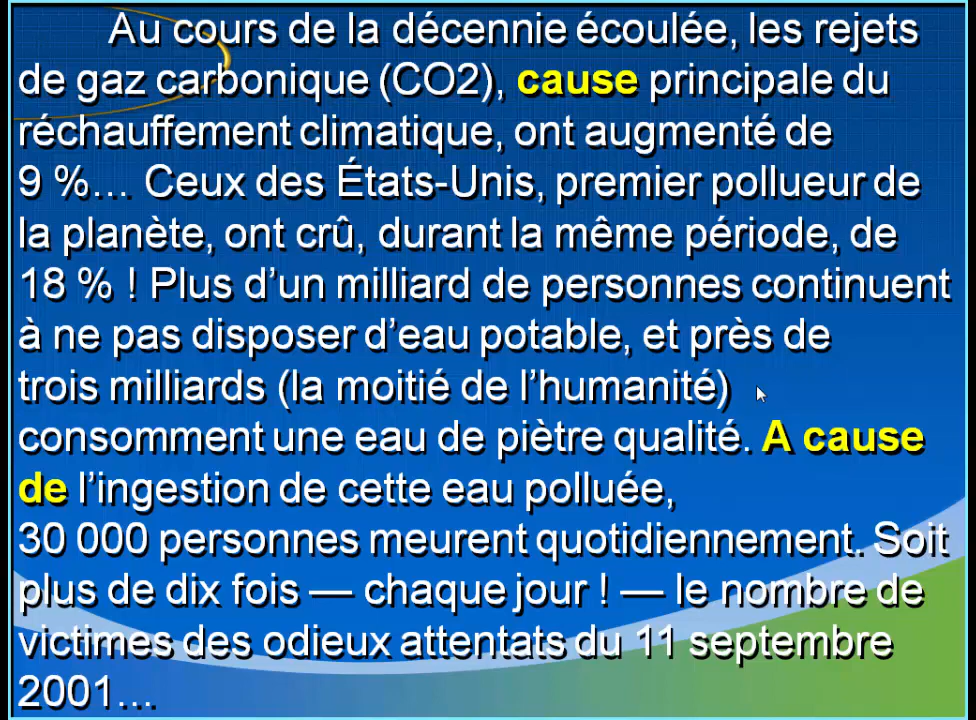 Au cours de la décennie écoulée, les rejets
de gaz carbonique (CO2), cause principale du
réchauffement climatique, ont augmenté de
9 %… Ceux des États-Unis, premier pollueur de
la planète, ont crû, durant la même période, de
18 % ! Plus d’un milliard de personnes continuent
à ne pas disposer d’eau potable, et près de
trois milliards (la moitié de l’humanité)
consomment une eau de piètre qualité. A cause
de l’ingestion de cette eau polluée,
30 000 personnes meurent quotidiennement. Soit
plus de dix fois — chaque jour ! — le nombre de
victimes des odieux attentats du 11 septembre
2001…